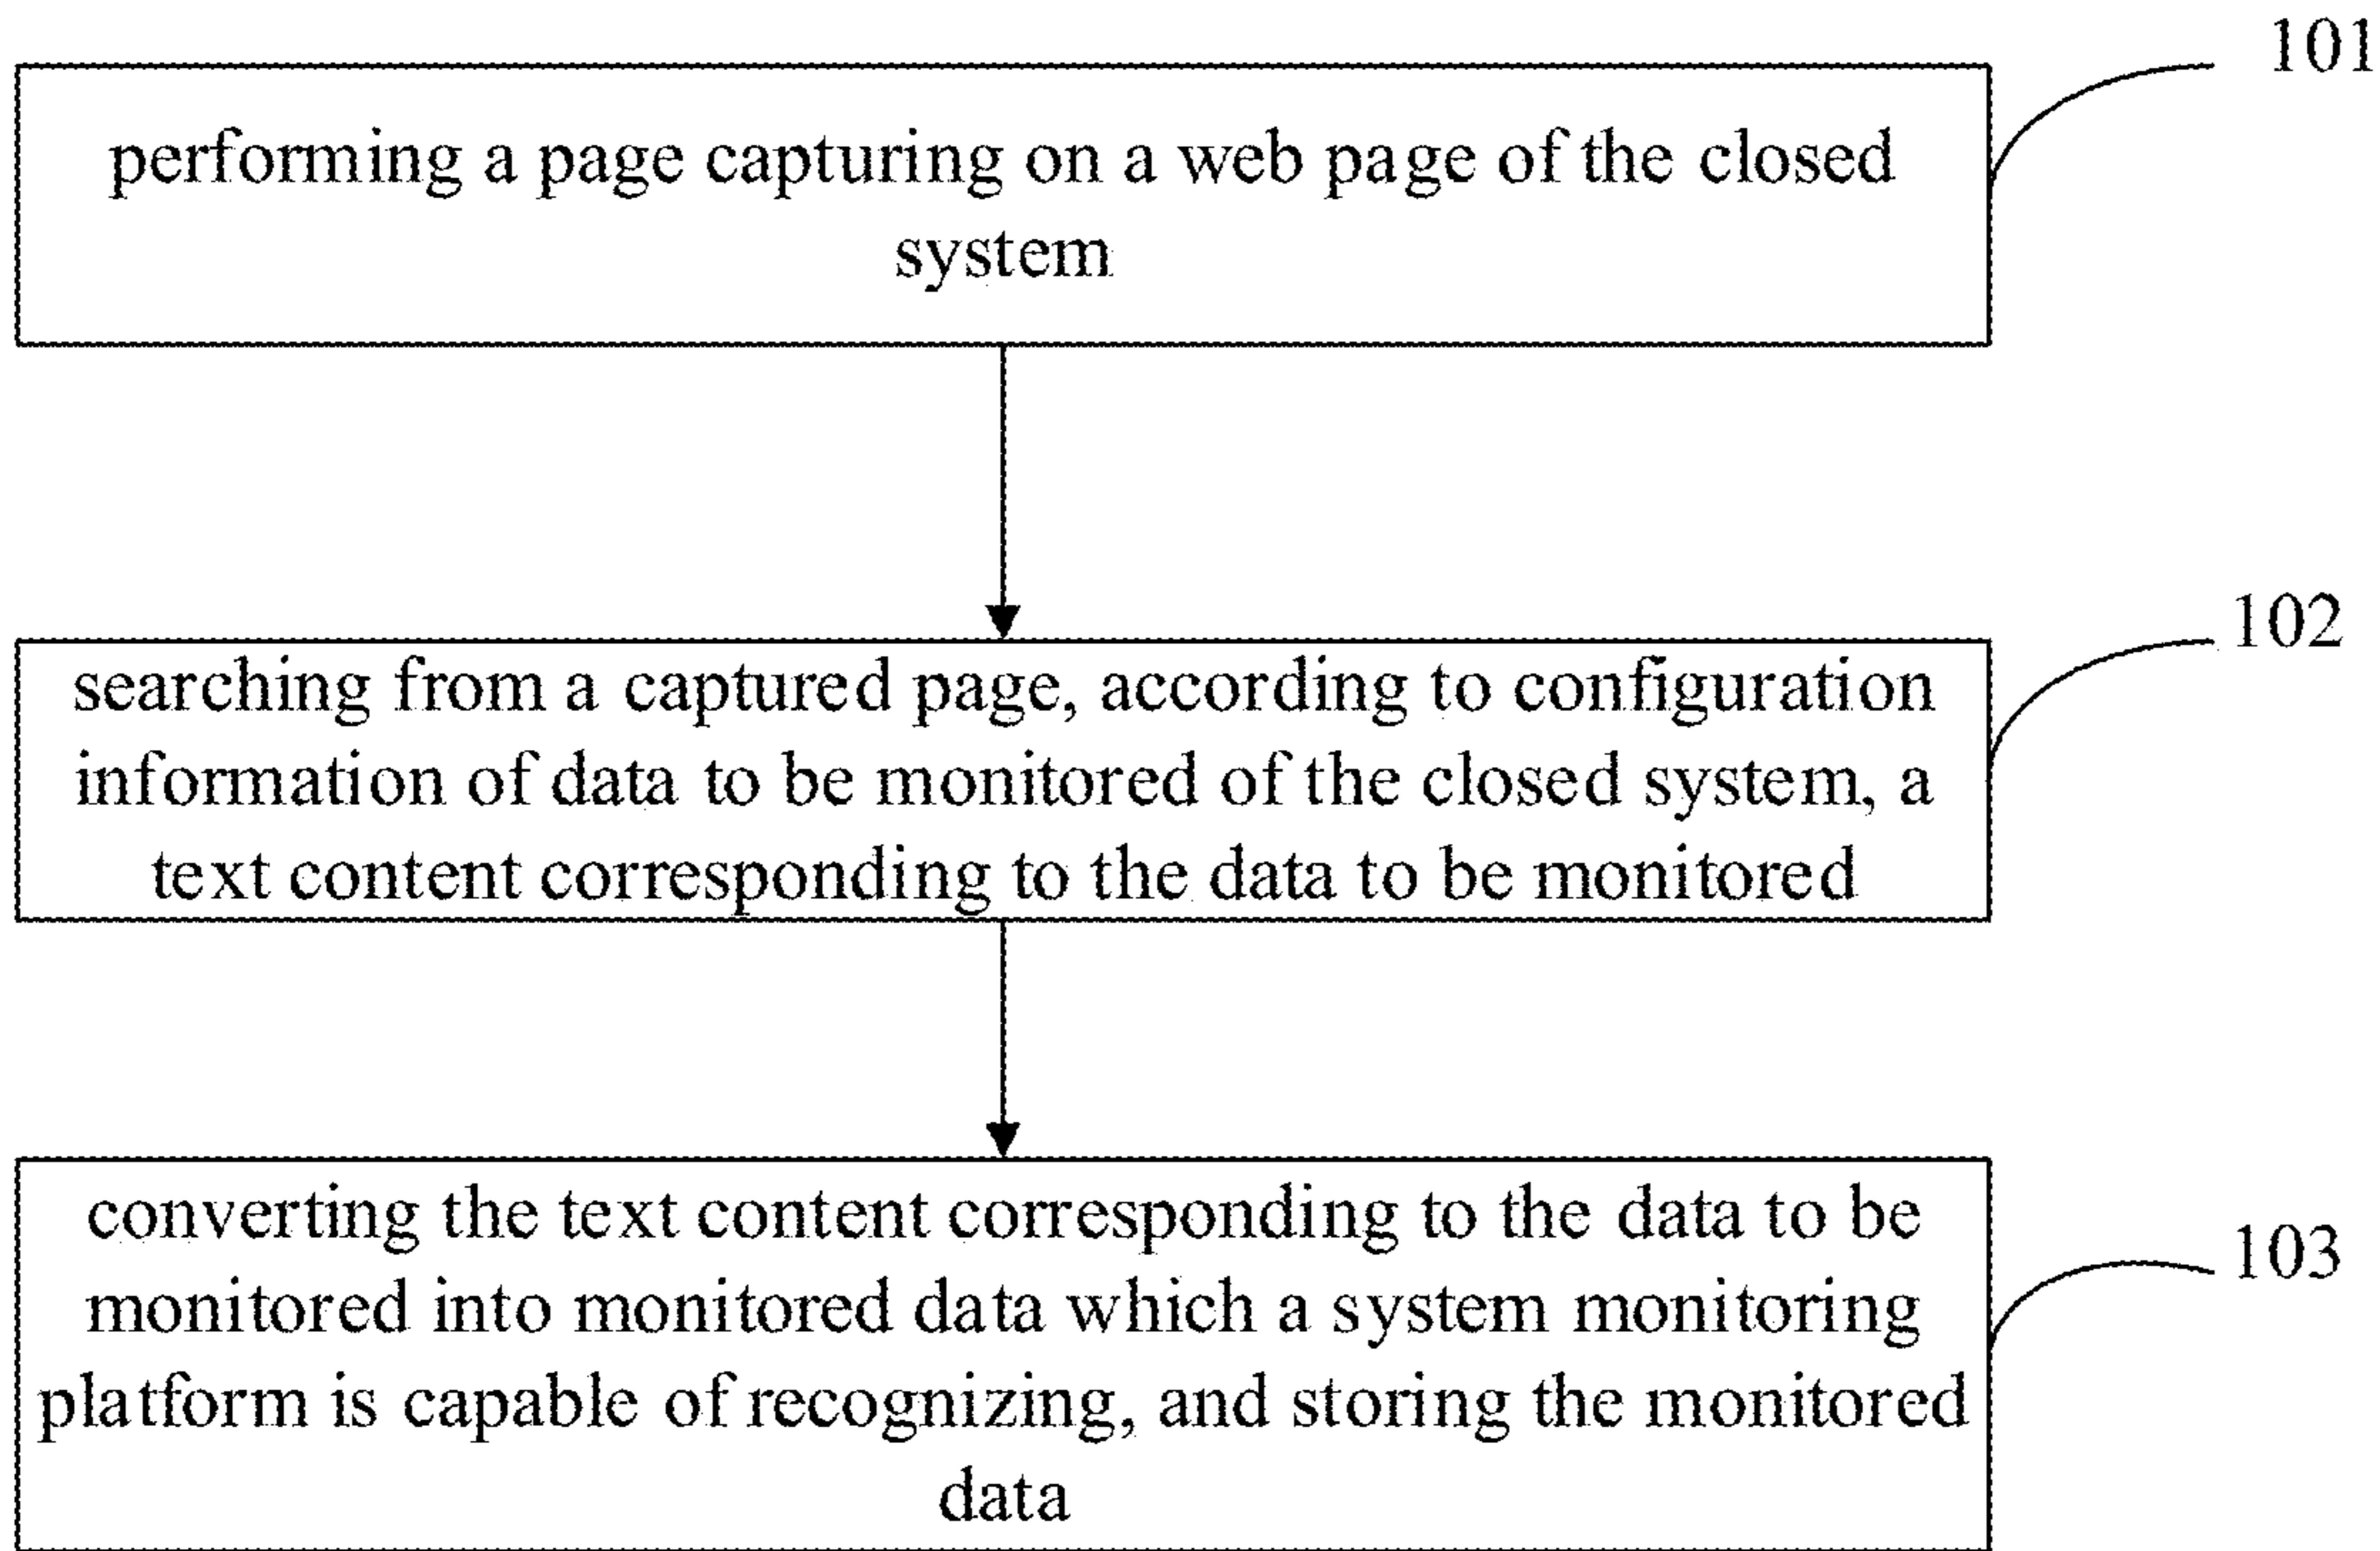 101
performing a page capturing on a web page of the closed
system
102
searching from a captured page, according to configuration
information of data to be monitored of the closed system, a
text content corresponding to the data to be monitored
converting the text content corresponding to the data to be
103
monitored into monitored data which a system monitoring
platform is capable of recognizing, and storing the monitored
data